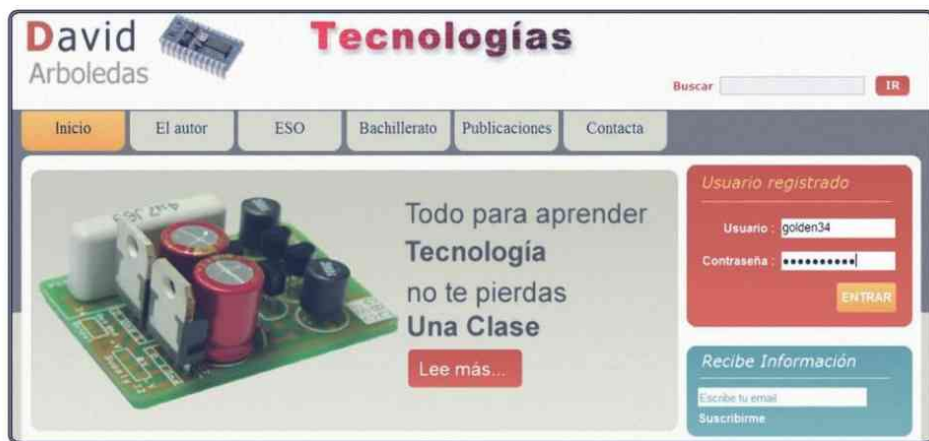 David
Arboledas
Tecnologías
Buscar
IR
Inicio
El autor
ESO
Bachillerato
Publicaciones
Contacta
Todo para aprender
Tecnología
no te pierdas
Una Clase
Lee más...
Usuario registrado
Usuario : golden34
Contraseña : ●●●●●●●●●●
ENTRAR
Recibe Información
Escribe tu email
Suscribirme